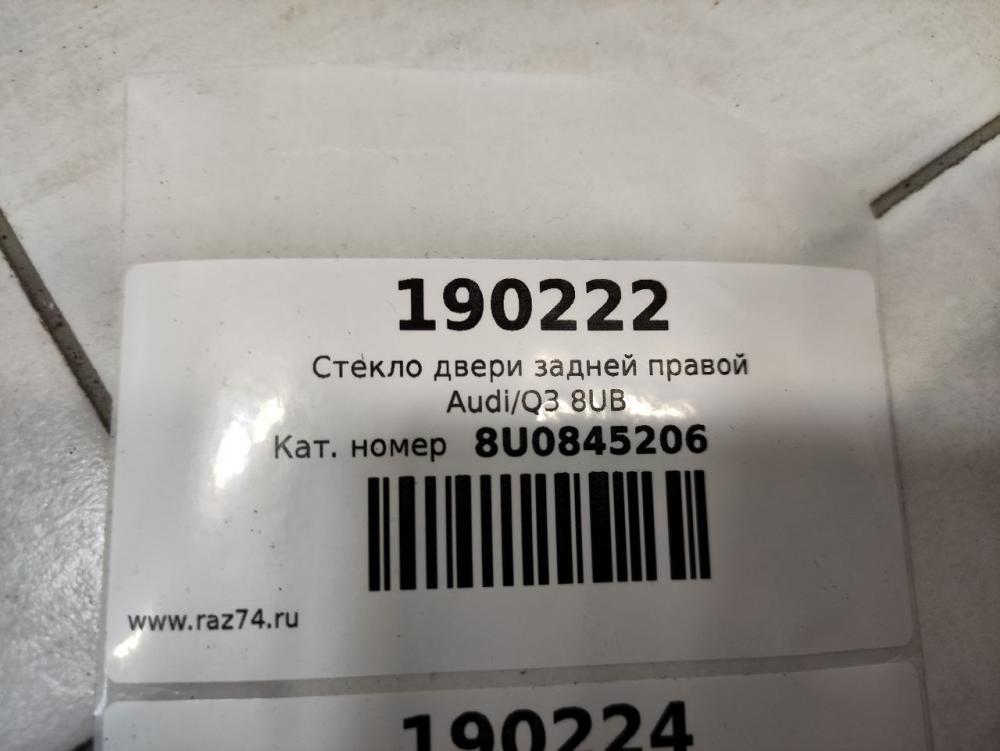 190222
Стекло двери задней правой
Audi/Q3 8UB
Кат. номер 8U0845206
www.raz74.ru
190224